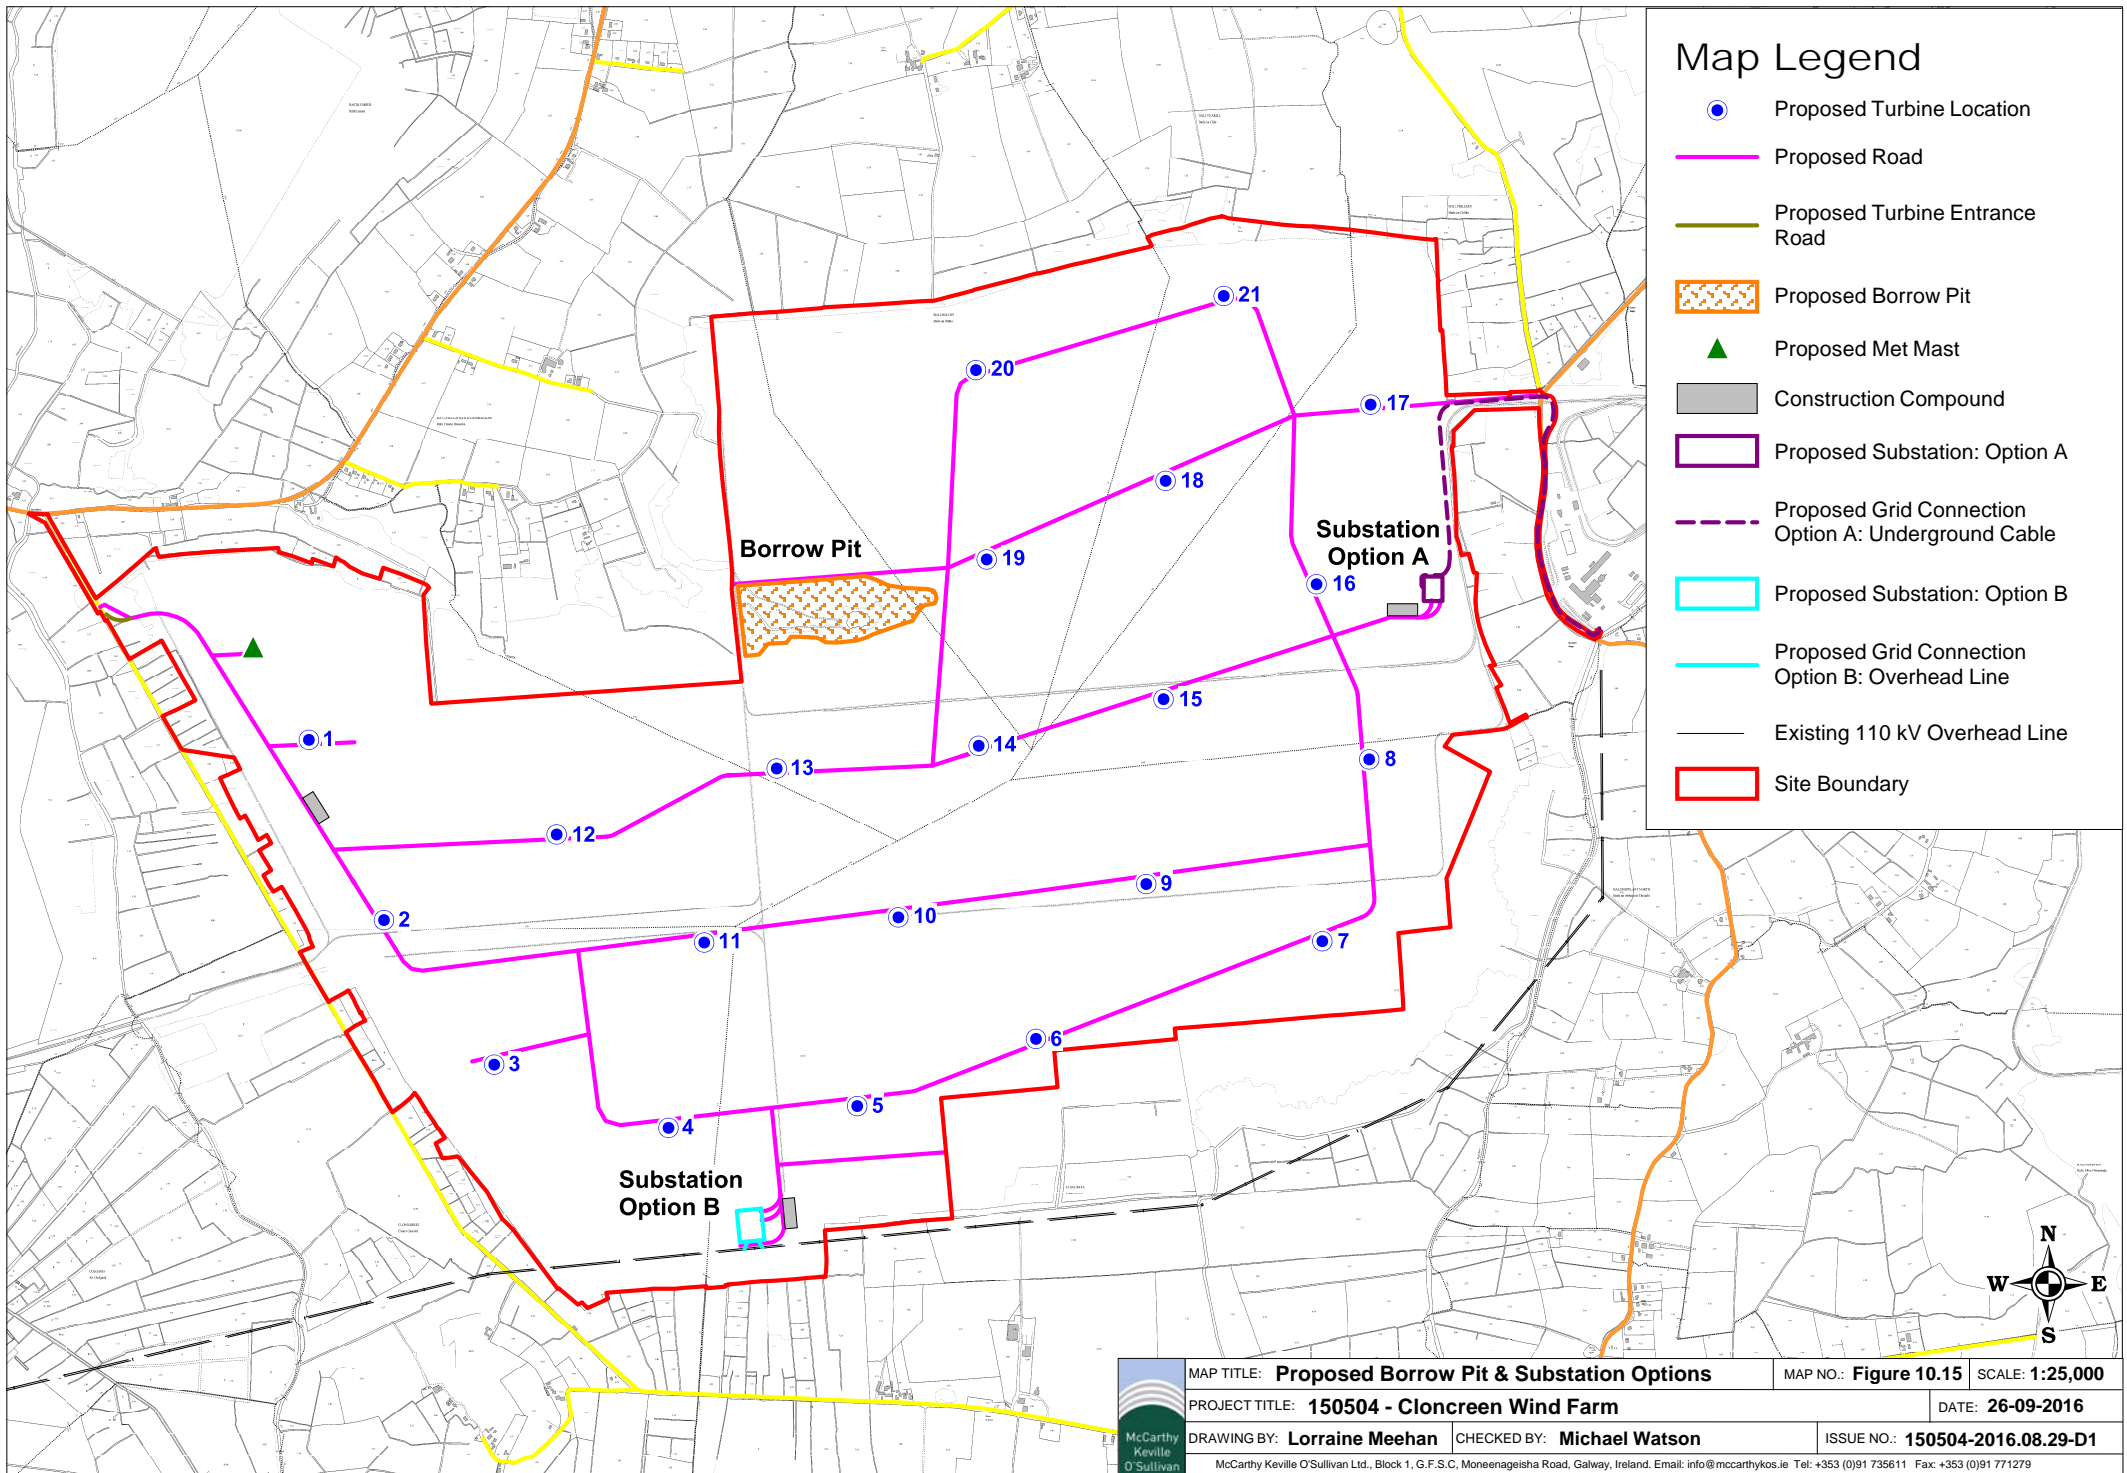 Map Legend
Proposed Turbine Location
Proposed Road
Proposed Turbine Entrance
Road
Proposed Borrow Pit
Proposed Met Mast
Construction Compound
Proposed Substation: Option A
Proposed Grid Connection
Option A: Underground Cable
Proposed Substation: Option B
Proposed Grid Connection
Option B: Overhead Line
Existing 110 kV Overhead Line
Site Boundary
21
20
17
18
Substation
Option A
Borrow Pit
19
16
15
1
14
13
8
12
9
2
10
11
7
6
3
5
4
Substation
Option B
N
W E
S
MAP TITLE: Proposed Borrow Pit & Substation Options MAP NO.: Figure 10.15 SCALE: 1:25,000
PROJECT TITLE: 150504 - Cloncreen Wind Farm DATE: 26-09-2016
DRAWING BY: Lorraine Meehan CHECKED BY: Michael Watson ISSUE NO.: 150504-2016.08.29-D1
McCarthy
Keville
O'Sullivan
McCarthy Keville O'Sullivan Ltd., Block 1, G.F.S.C, Moneenageisha Road, Galway, Ireland. Email: info@mccarthykos.ie Tel: +353 (0)91 735611 Fax: +353 (0)91 771279